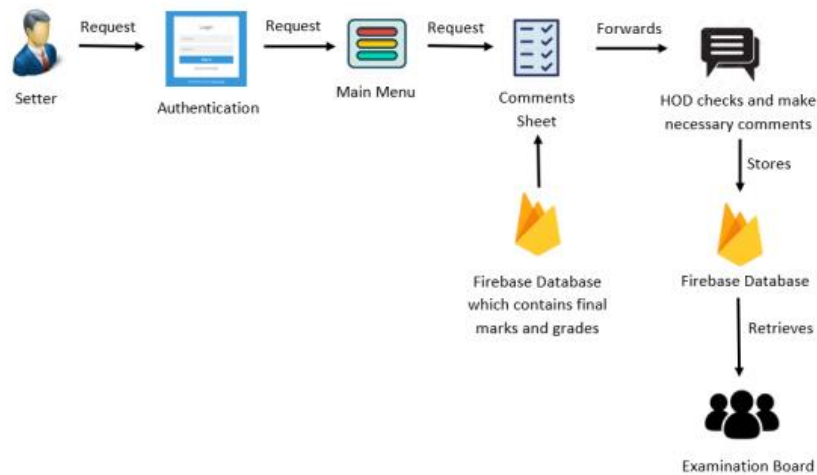 Request
Request
Request
Forwards
Login
Setter
Authentication
Main Menu
Comments
Sheet
HOD checks and make
necessary comments
Stores
Firebase Database
which contains final
marks and grades
Firebase Database
Retrieves
Examination Board